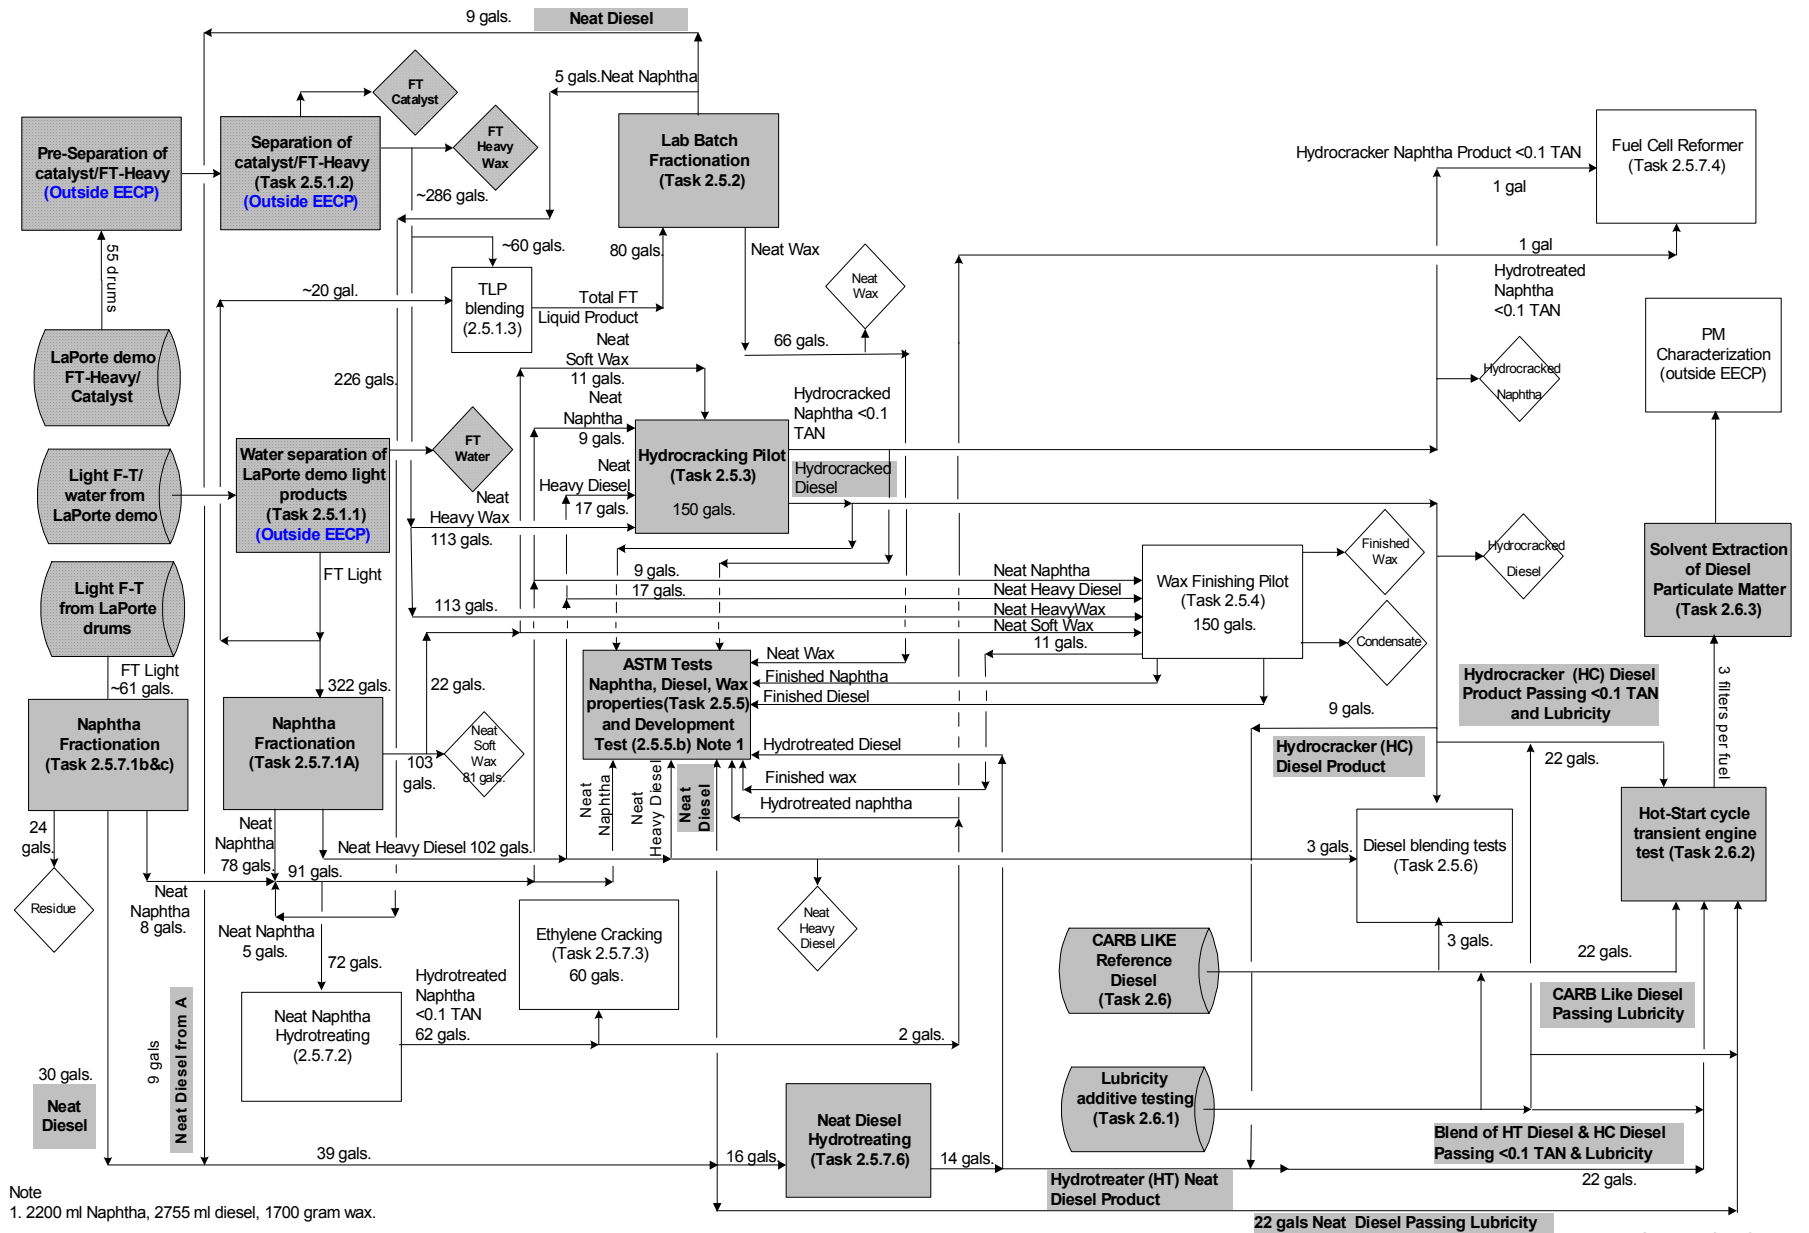 9 gals.
Neat Diesel
5 gals.Neat Naphtha
FT
Catalyst
FT
Heavy
Wax
Pre-Separation of
catalyst/FT-Heavy
(Outside EECP)
Separation of
catalyst/FT-Heavy
(Task 2.5.1.2)
(Outside EECP)
~286 gals.
Lab Batch
Fractionation
(Task 2.5.2)
Hydrocracker Naphtha Product <0.1 TAN
1 gal
Fuel Cell Reformer
(Task 2.5.7.4)
55 drums
~60 gals.
80 gals.
Neat Wax
Neat
Wax
1 gal
Hydrotreated
Naphtha
<0.1 TAN
~20 gal.
TLP
blending
(2.5.1.3)
Total FT
Liquid Product
66 gals.
LaPorte demo
FT-Heavy/
Catalyst
226 gals.
Neat
Soft Wax
11 gals.
Neat
Naphtha
9 gals.
Hydrocracked
Naphtha <0.1
TAN
Hydrocracked
Naphtha
PM
Characterization
(outside EECP)
Light F-T/
water from
LaPorte demo
Water separation of
LaPorte demo light
products
(Task 2.5.1.1)
(Outside EECP)
FT
Water
Neat
Heavy Wax
113 gals.
Neat
Heavy Diesel
17 gals.
Hydrocracking Pilot
(Task 2.5.3)
150 gals.
Hydrocracked
Diesel
Finished
Wax
Hydrocracked
Diesel
Solvent Extraction
of Diesel
Particulate Matter
(Task 2.6.3)
FT Light
Light F-T
from LaPorte
drums
9 gals.
Neat Naphtha
17 gals.
Neat Heavy Diesel
113 gals.
Neat HeavyWax
Neat Soft Wax
11 gals.
Wax Finishing Pilot
(Task 2.5.4)
150 gals.
Condensate
FT Light
~61 gals.
322 gals.
22 gals.
ASTM Tests
Naphtha, Diesel, Wax
properties(Task 2.5.5)
and Development
Test (2.5.5.b) Note 1
Neat Wax
Finished Naphtha
Finished Diesel
Hydrotreated Diesel
Finished wax
Hydrotreated naphtha
Hydrocracker (HC) Diesel
Product Passing <0.1 TAN
and Lubricity
3 filters per fuel
9 gals.
Hydrocracker (HC)
Diesel Product
22 gals.
Naphtha
Fractionation
(Task 2.5.7.1b&c)
Naphtha
Fractionation
(Task 2.5.7.1A)
103
gals.
Neat
Soft
Wax
81 gals.
Neat
Naphtha
Neat
Heavy Diesel
Neat
Diesel
Hot-Start cycle
transient engine
test (Task 2.6.2)
24
gals.
Neat
Naphtha
78 gals.
Neat Heavy Diesel 102 gals.
91 gals.
3 gals.
Diesel blending tests
(Task 2.5.6)
Residue
Neat
Naphtha
8 gals.
Neat Naphtha
5 gals.
Ethylene Cracking
(Task 2.5.7.3)
60 gals.
Neat
Heavy
Diesel
3 gals.
22 gals.
CARB LIKE
Reference
Diesel
(Task 2.6)
72 gals.
Hydrotreated
Naphtha
<0.1 TAN
62 gals.
CARB Like Diesel
Passing Lubricity
Neat Naphtha
Hydrotreating
(2.5.7.2)
2 gals.
9 gals
Neat Diesel from A
30 gals.
Neat
Diesel
Lubricity
additive testing
(Task 2.6.1)
Neat Diesel
Hydrotreating
(Task 2.5.7.6)
39 gals.
16 gals.
14 gals.
Blend of HT Diesel & HC Diesel
Passing <0.1 TAN & Lubricity
22 gals.
Hydrotreater (HT) Neat
Diesel Product
Note
1. 2200 ml Naphtha, 2755 ml diesel, 1700 gram wax.
22 gals Neat Diesel Passing Lubricity